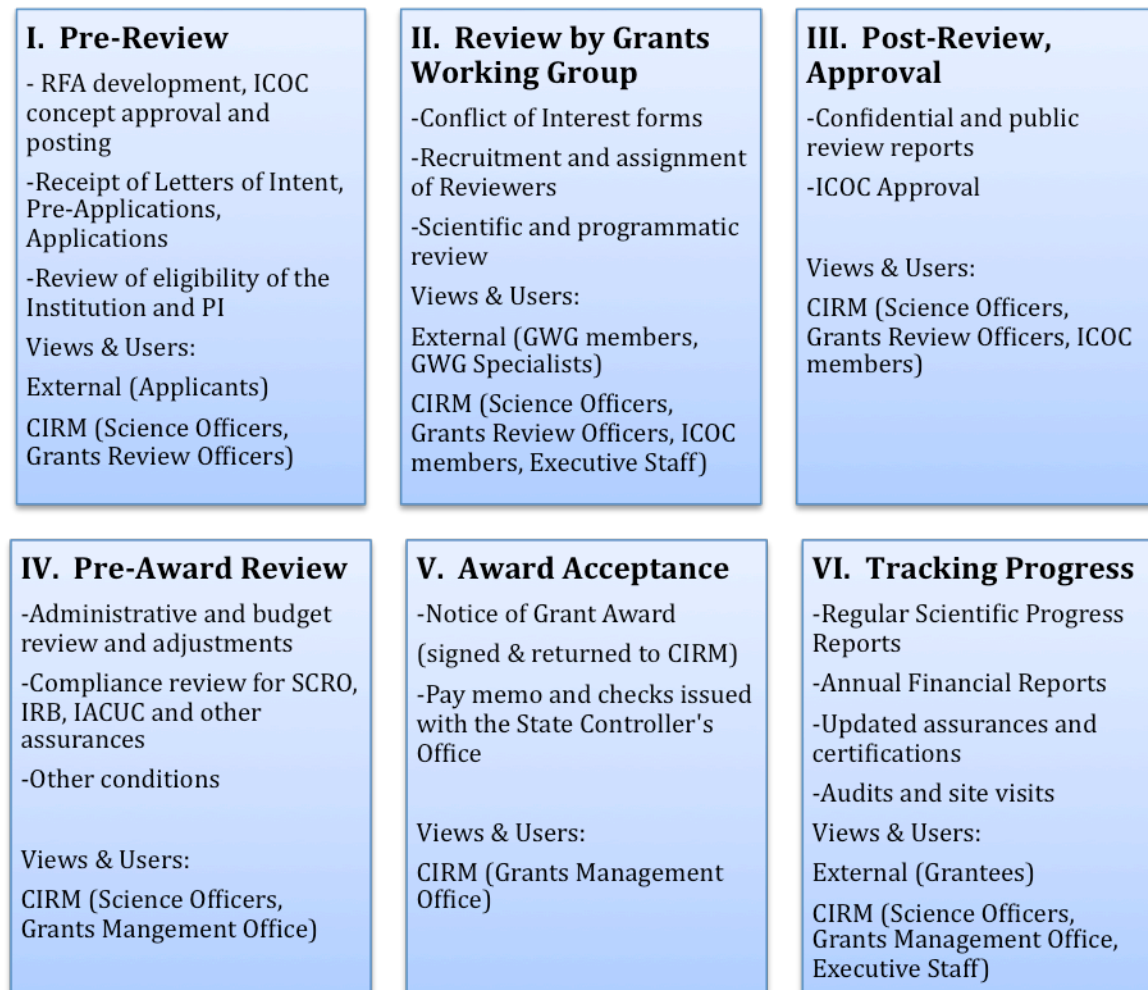 I. Pre-Review
- RFA development, ICOC
concept approval and
posting
-Receipt of Letters of Intent,
Pre-Applications,
Applications
-Review of eligibility of the
Institution and PI
Views & Users:
External (Applicants)
CIRM (Science Officers,
Grants Review Officers)
II. Review by Grants
Working Group
-Conflict of Interest forms
-Recruitment and assignment
of Reviewers
-Scientific and programmatic
review
Views & Users:
External (GWG members,
GWG Specialists)
CIRM (Science Officers,
Grants Review Officers, ICOC
members, Executive Staff)
III. Post-Review,
Approval
-Confidential and public
review reports
-ICOC Approval
Views & Users:
CIRM (Science Officers,
Grants Review Officers, ICOC
members)
IV. Pre-Award Review
-Administrative and budget
review and adjustments
-Compliance review for SCRO,
IRB, IACUC and other
assurances
-Other conditions
Views & Users:
CIRM (Science Officers,
Grants Mangement Office)
V. Award Acceptance
-Notice of Grant Award
(signed & returned to CIRM)
-Pay memo and checks issued
with the State Controller's
Office
Views & Users:
CIRM (Grants Management
Office)
VI. Tracking Progress
-Regular Scientific Progress
Reports
-Annual Financial Reports
-Updated assurances and
certifications
-Audits and site visits
Views & Users:
External (Grantees)
CIRM (Science Officers,
Grants Management Office,
Executive Staff)